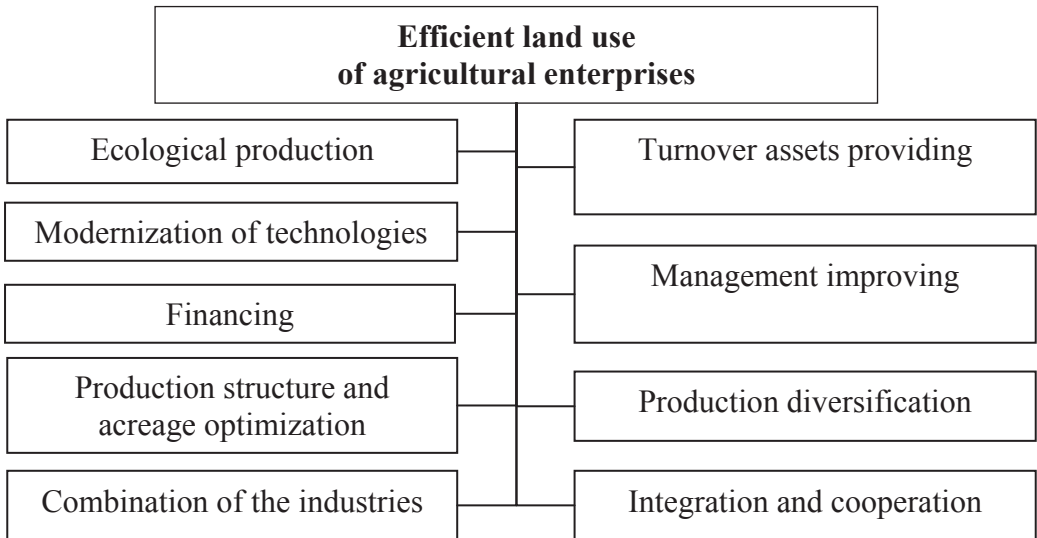 Efficient land use
of agricultural enterprises
Ecological production
Modernization of technologies
Financing
Production structure and
acreage optimization
Combination of the industries
Turnover assets providing
Management improving
Production diversification
Integration and cooperation